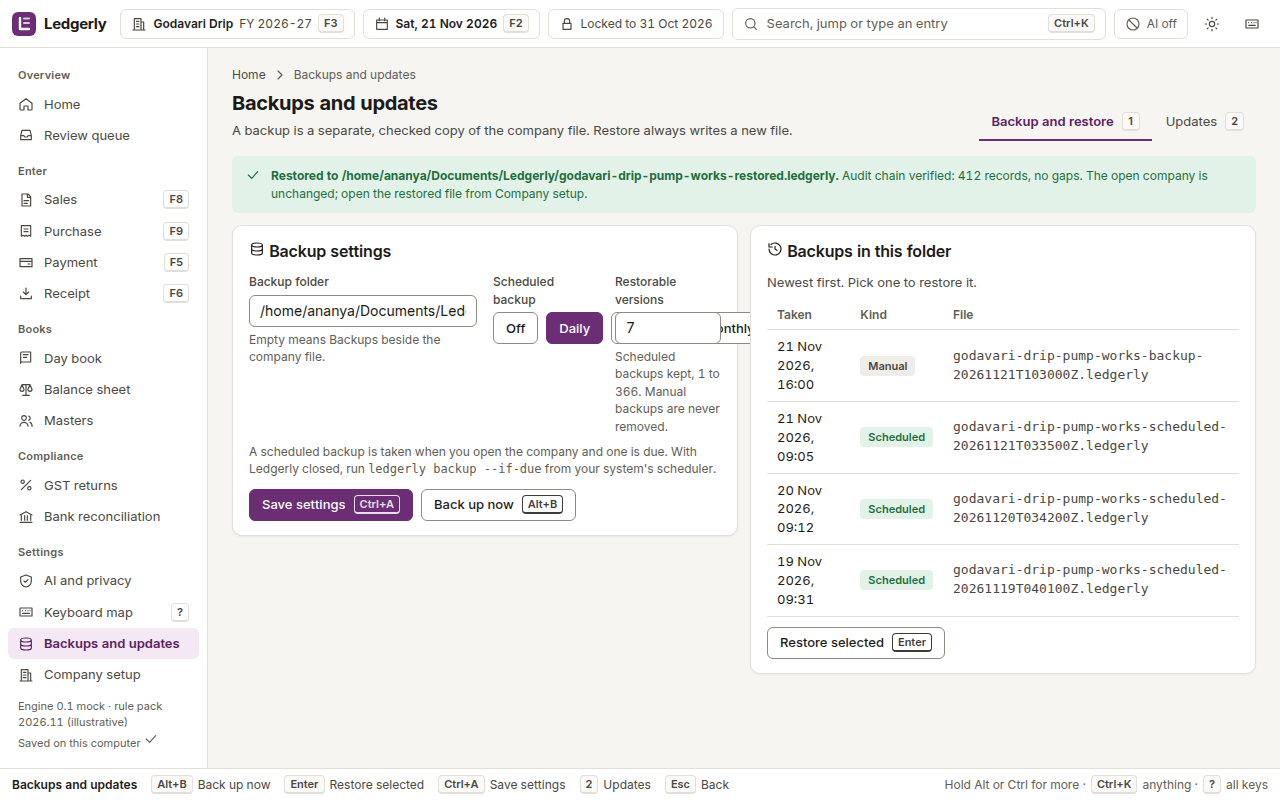 Ledgerly
Godavari Drip FY 2026-27 F3
Sat, 21 Nov 2026 F2
Locked to 31 Oct 2026
Search, jump or type an entry Ctrl+K
AI off
Overview
Home
Review queue
Enter
Sales F8
Purchase F9
Payment F5
Receipt F6
Books
Day book
Balance sheet
Masters
Compliance
GST returns
Bank reconciliation
Settings
AI and privacy
Keyboard map ?
Backups and updates
Company setup
Engine 0.1 mock · rule pack
2026.11 (illustrative)
Saved on this computer
Home > Backups and updates
Backups and updates
A backup is a separate, checked copy of the company file. Restore always writes a new file.
Backup and restore 1
Updates 2
Restored to /home/ananya/Documents/Ledgerly/godavari-drip-pump-works-restored.ledgerly. Audit chain verified: 412 records, no gaps. The open company is
unchanged; open the restored file from Company setup.
Backup settings
Backup folder
/home/ananya/Documents/Led
Empty means Backups beside the
company file.
Scheduled
backup
Off
Daily
Restorable
versions
7
onthly
Scheduled
backups kept, 1 to
366. Manual
backups are never
removed.
A scheduled backup is taken when you open the company and one is due. With
Ledgerly closed, run ledgerly backup --if-due from your system's scheduler.
Save settings Ctrl+A
Back up now Alt+B
Backups in this folder
Newest first. Pick one to restore it.
Taken Kind File
21 Nov
2026,
16:00
Manual
godavari-drip-pump-works-backup-
20261121T103000Z.ledgerly
21 Nov
2026,
09:05
Scheduled
godavari-drip-pump-works-scheduled-
20261121T033500Z.ledgerly
20 Nov
2026,
09:12
Scheduled
godavari-drip-pump-works-scheduled-
20261120T034200Z.ledgerly
19 Nov
2026,
09:31
Scheduled
godavari-drip-pump-works-scheduled-
20261119T040100Z.ledgerly
Restore selected Enter
Backups and updates Alt+B Back up now Enter Restore selected Ctrl+A Save settings 2 Updates Esc Back
Hold Alt or Ctrl for more · Ctrl+K anything · ? all keys